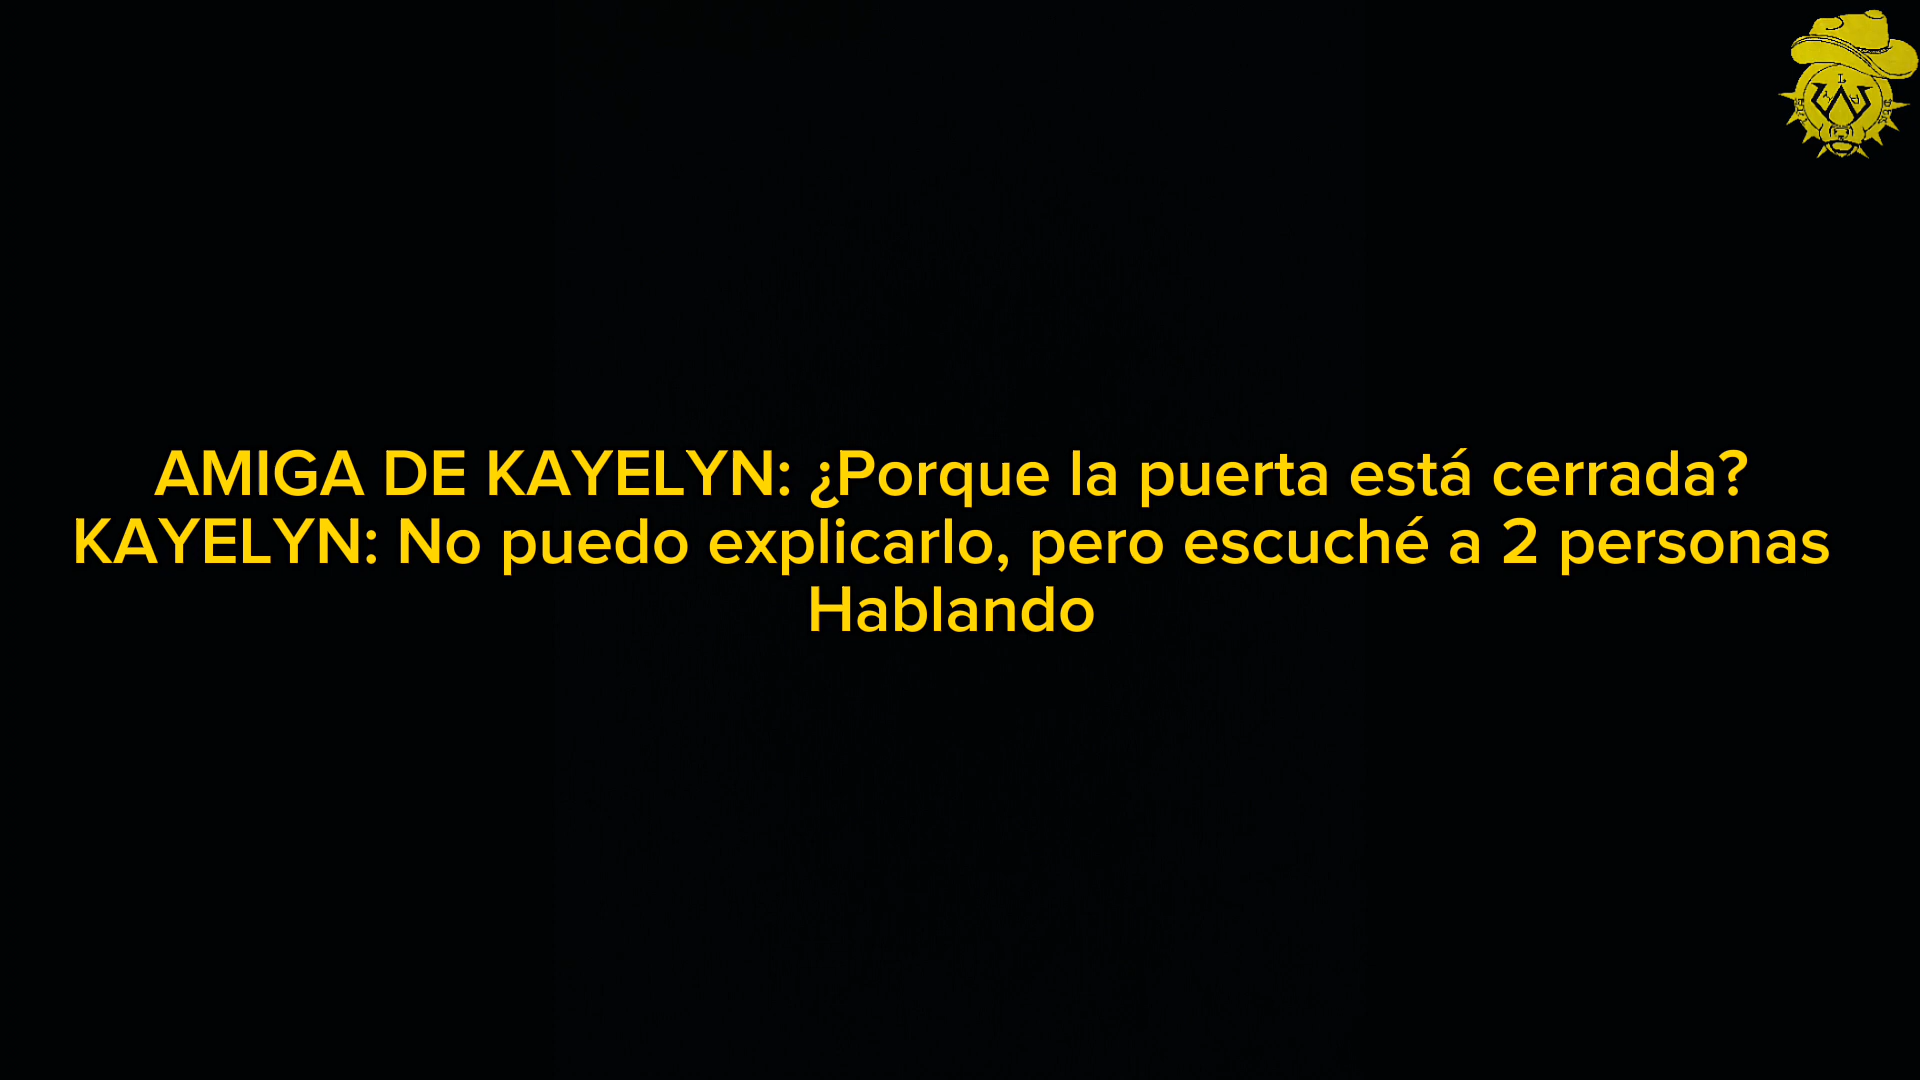 AMIGA DE KAYELYN: ¿Porque la puerta está cerrada?
KAYELYN: No puedo explicarlo, pero escuché a 2 personas
Hablando